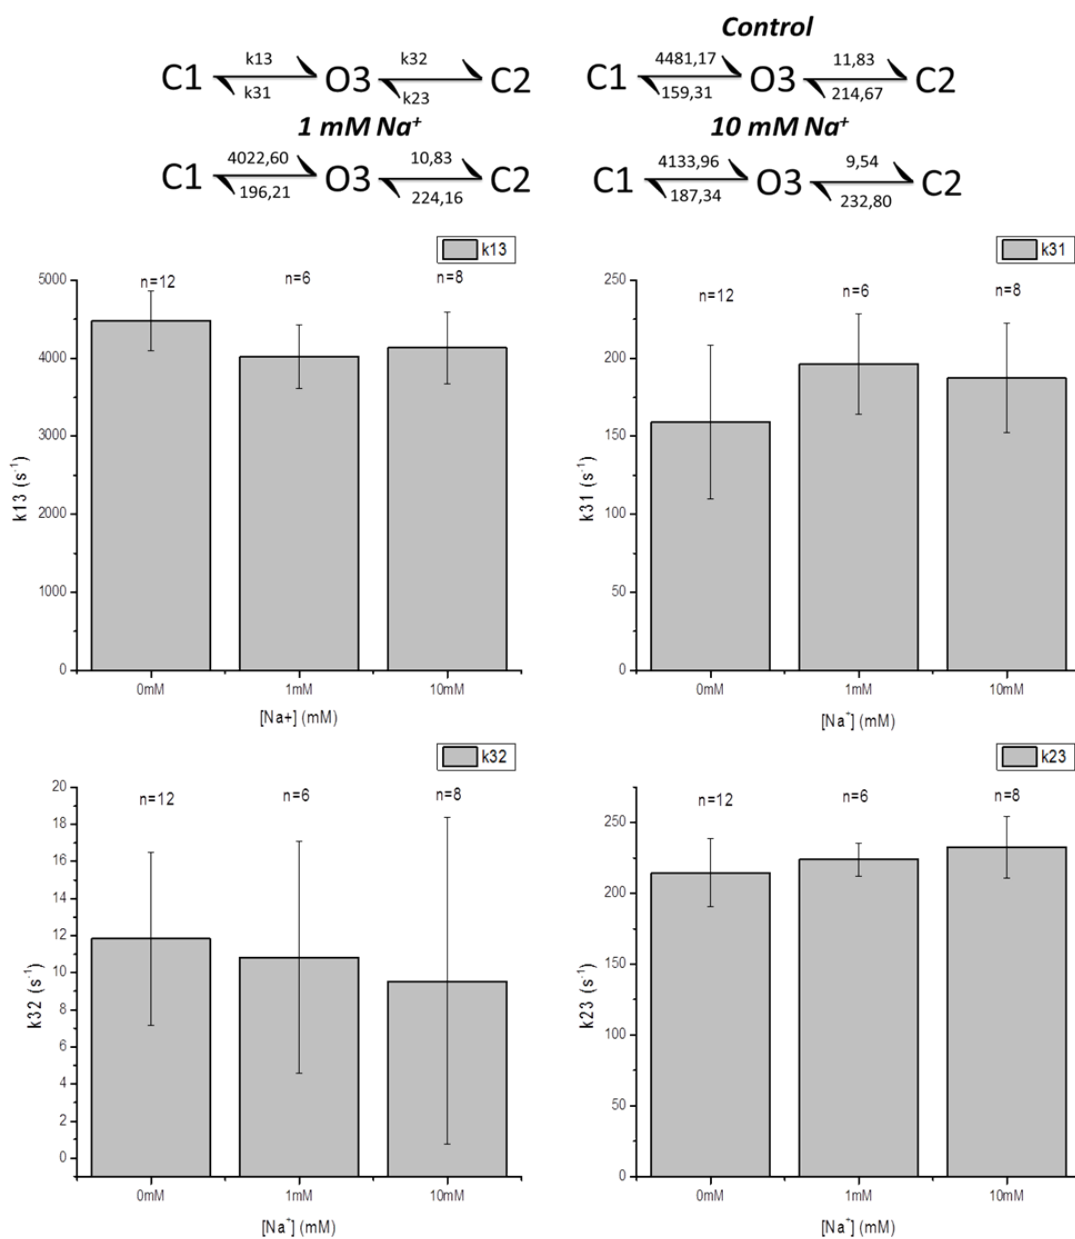 Control
k13 k32 4481,17 11,83
C1 O3 C2 C1 O3 C2
k31 k23 159,31 214,67
1 mM Na⁺ 10 mM Na⁺
4022,60 10,83 4133,96 9,54
C1 O3 C2 C1 O3 C2
196,21 224,16 187,34 232,80
k13
n=12 n=6 n=8
5000
4000
3000
2000
1000
0
k13 (s⁻¹)
0mM 1mM 10mM
[Na+] (mM)
k31
n=12 n=6 n=8
250
200
150
100
50
0
k31 (s⁻¹)
0mM 1mM 10mM
[Na⁺] (mM)
k32
n=12 n=6 n=8
20
18
16
14
12
10
8
6
4
2
0
k32 (s⁻¹)
0mM 1mM 10mM
[Na⁺] (mM)
k23
n=12 n=6 n=8
250
200
150
100
50
0
k23 (s⁻¹)
0mM 1mM 10mM
[Na⁺] (mM)